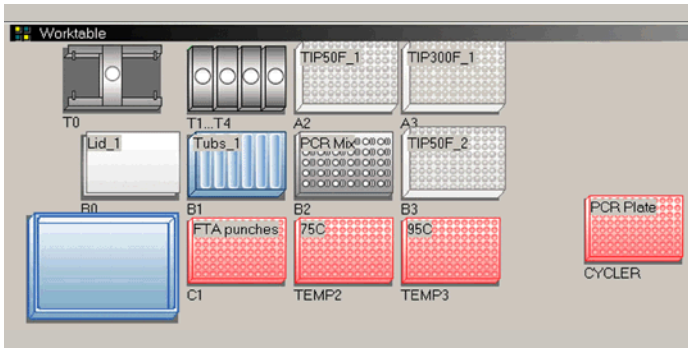 Worktable
TIP50F_1
TIP300F_1
T0
T1...T4
A2
A3
Lid_1
Tubs_1
PCR Mix
TIP50F_2
B0
B1
B2
B3
FTA punches
75C
95C
PCR Plate
CYCLER
C1
TEMP2
TEMP3